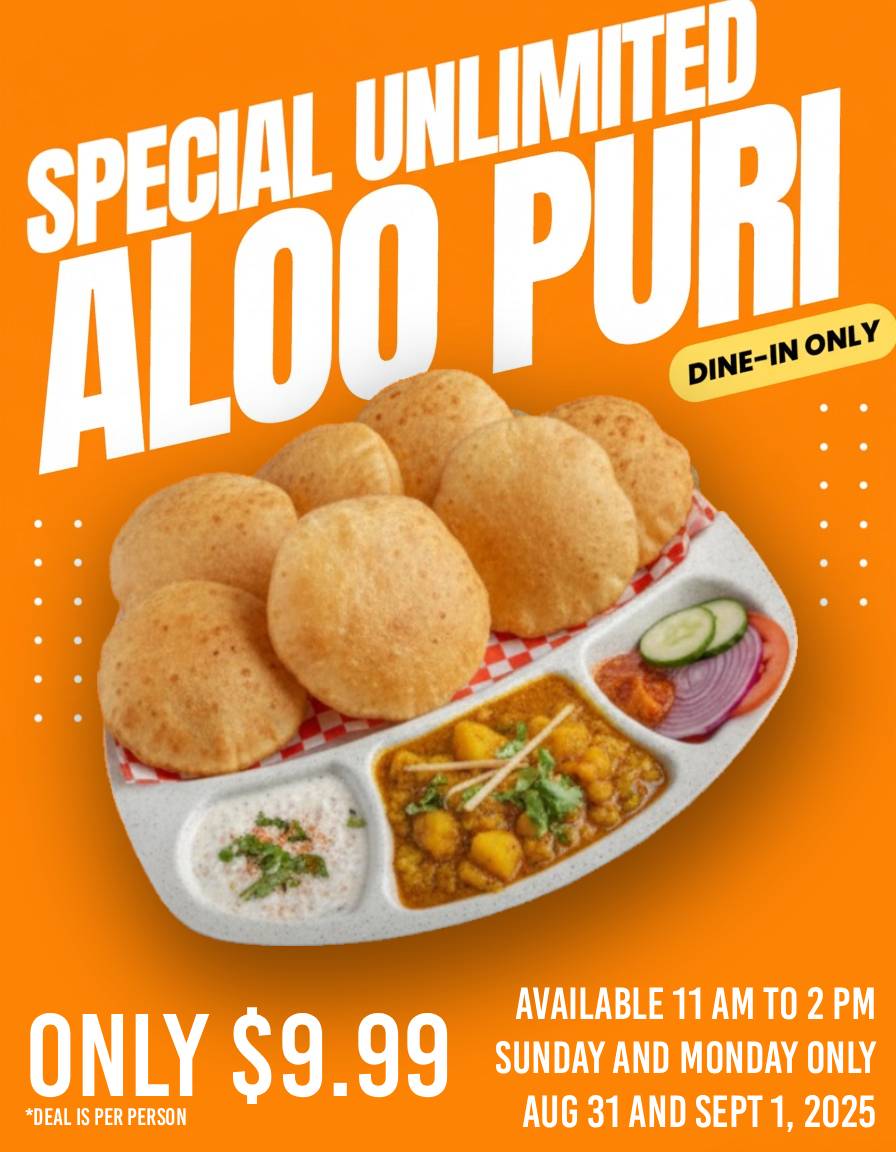 SPECIAL UNLIMITED
ALOO PURI
DINE-IN ONLY
ONLY $9.99
*DEAL IS PER PERSON
AVAILABLE 11 AM TO 2 PM
SUNDAY AND MONDAY ONLY
AUG 31 AND SEPT 1, 2025